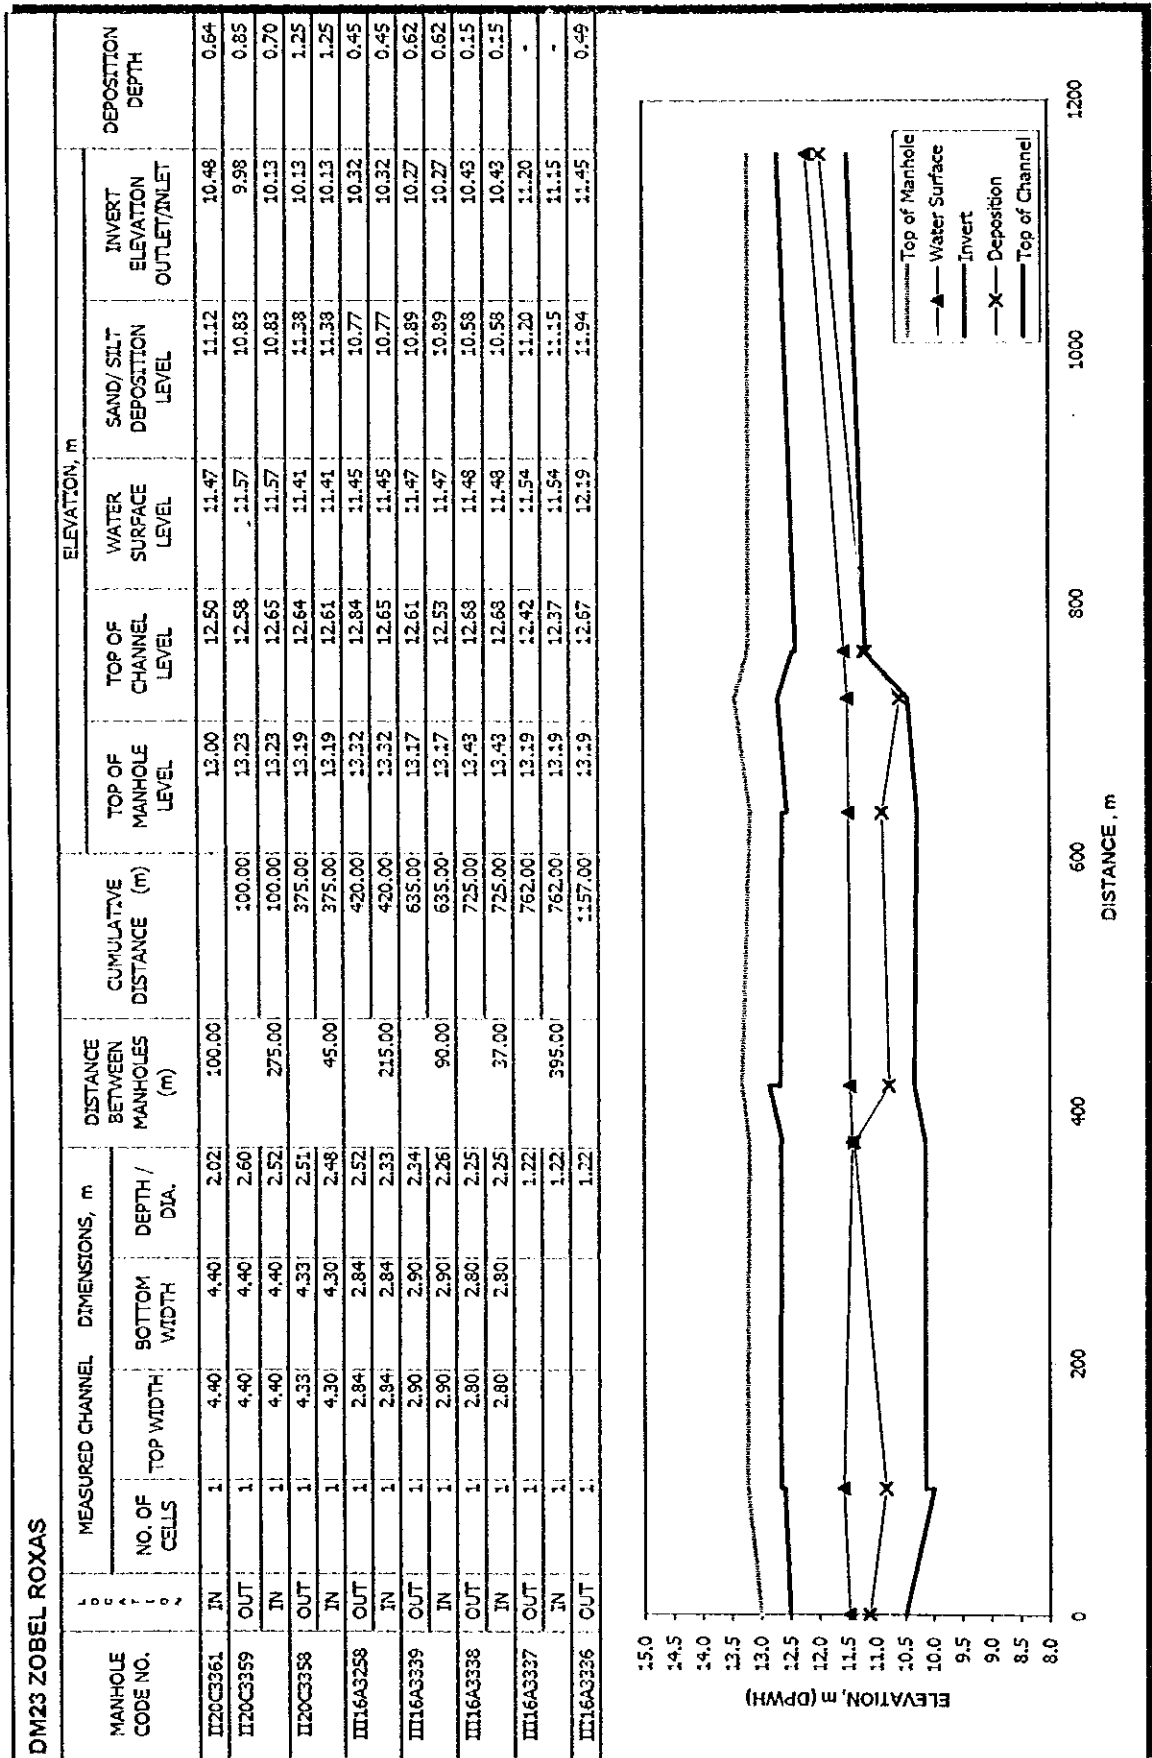 DM23 ZOBEL ROXAS
MANHOLE CODE NO.
LOCATION
MEASURED CHANNEL DIMENSIONS, m
NO. OF CELLS
TOP WIDTH
BOTTOM WIDTH
DEPTH / DIA.
DISTANCE BETWEEN MANHOLES (m)
CUMULATIVE DISTANCE (m)
ELEVATION, m
TOP OF MANHOLE LEVEL
TOP OF CHANNEL LEVEL
WATER SURFACE LEVEL
SAND/ SILT DEPOSITION LEVEL
INVERT ELEVATION OUTLET/INLET
DEPOSITION DEPTH
II20C3361 IN 1 4.40 4.40 2.02 100.00 13.00 12.50 11.47 11.12 10.48 0.64
II20C3359 OUT 1 4.40 4.40 2.60 100.00 13.23 12.58 11.57 10.83 9.98 0.85
IN 1 4.40 4.40 2.52 275.00 100.00 13.23 12.65 11.57 10.83 10.13 0.70
II20C3358 OUT 1 4.33 4.33 2.51 375.00 13.19 12.64 11.41 11.38 10.13 1.25
IN 1 4.30 4.30 2.48 45.00 375.00 13.19 12.61 11.41 11.38 10.13 1.25
III16A3258 OUT 1 2.84 2.84 2.52 420.00 13.32 12.84 11.45 10.77 10.32 0.45
IN 1 2.84 2.84 2.33 215.00 420.00 13.32 12.65 11.45 10.77 10.32 0.45
III16A3339 OUT 1 2.90 2.90 2.34 635.00 13.17 12.61 11.47 10.89 10.27 0.62
IN 1 2.90 2.90 2.26 90.00 635.00 13.17 12.53 11.47 10.89 10.27 0.62
III16A3338 OUT 1 2.80 2.80 2.25 725.00 13.43 12.68 11.48 10.58 10.43 0.15
IN 1 2.80 2.80 2.25 37.00 725.00 13.43 12.68 11.48 10.58 10.43 0.15
III16A3337 OUT 1 1.22 762.00 13.19 12.42 11.54 11.20 11.20 -
IN 1 1.22 395.00 762.00 13.19 12.37 11.54 11.15 11.15 -
III16A3336 OUT 1 1.22 1157.00 13.19 12.67 12.19 11.94 11.45 0.49
ELEVATION, m (DPWH)
15.0
14.5
14.0
13.5
13.0
12.5
12.0
11.5
11.0
10.5
10.0
9.5
9.0
8.5
8.0
0 200 400 600 800 1000 1200
DISTANCE, m
Top of Manhole
Water Surface
Invert
Deposition
Top of Channel